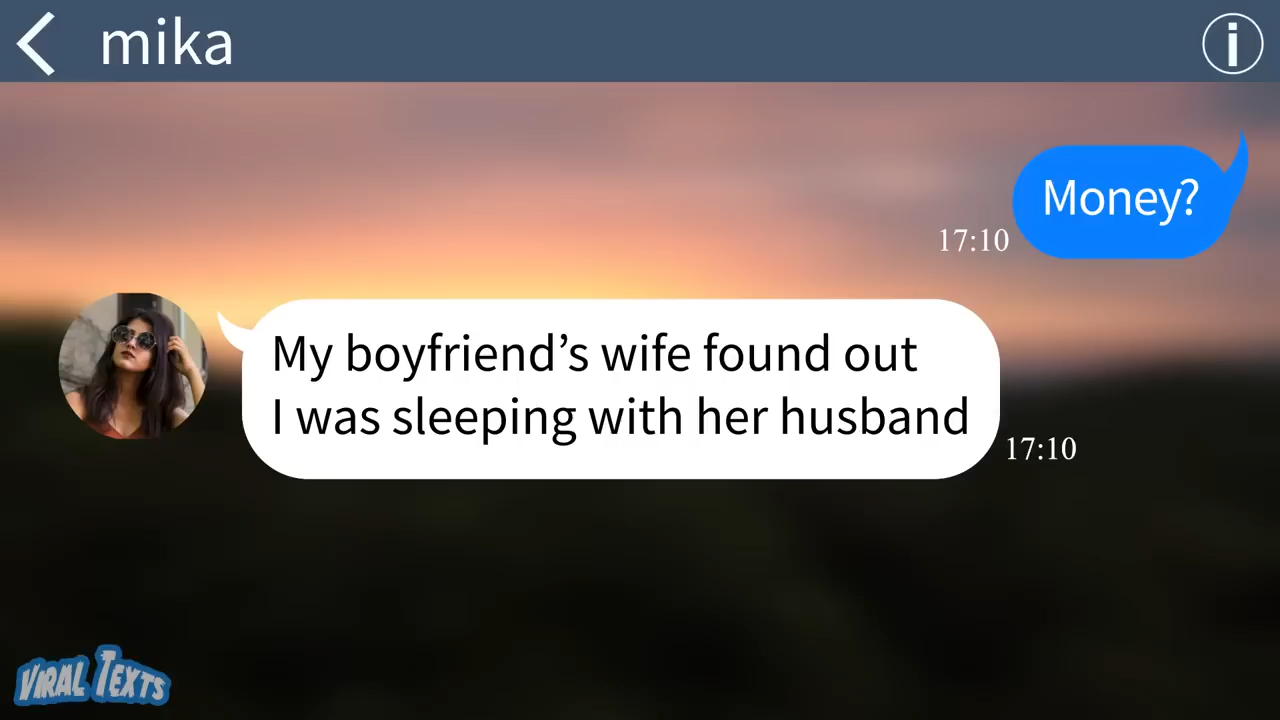 mika
Money?
17:10
My boyfriend’s wife found out
I was sleeping with her husband
17:10
VIRAL TEXTS